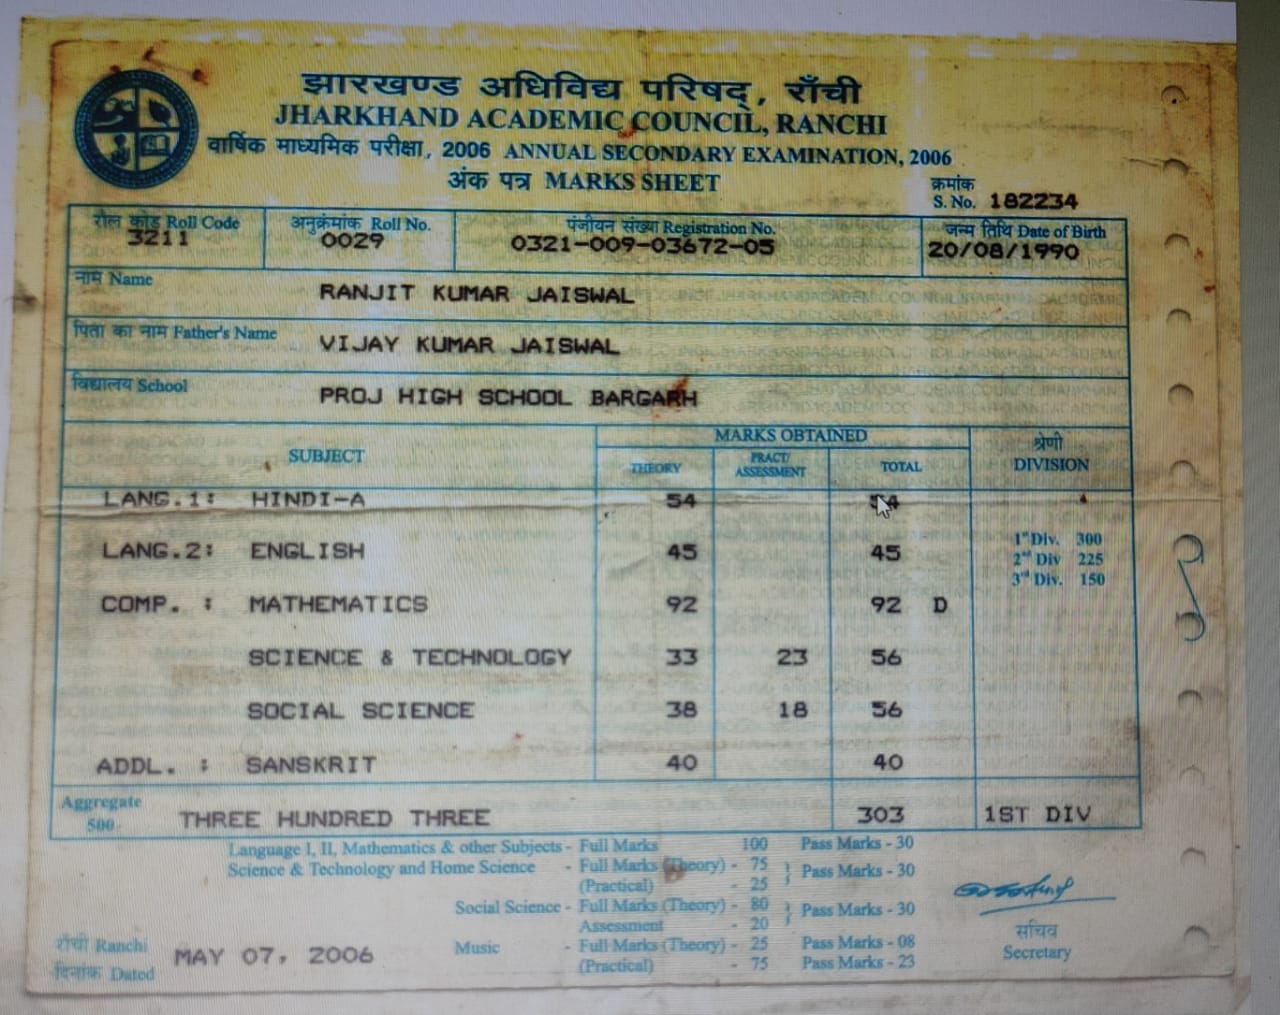 झारखण्ड अधिविद्य परिषद्, राँची
JHARKHAND ACADEMIC COUNCIL, RANCHI
वार्षिक माध्यमिक परीक्षा, 2006 ANNUAL SECONDARY EXAMINATION, 2006
अंक पत्र MARKS SHEET
क्रमांक
S. No. 182234
रौल कोड Roll Code अनुक्रमांक Roll No. पंजीयन संख्या Registration No. जन्म तिथि Date of Birth
3211 0029 0321-009-03672-05 20/08/1990
नाम Name RANJIT KUMAR JAISWAL
पिता का नाम Father's Name VIJAY KUMAR JAISWAL
विद्यालय School PROJ HIGH SCHOOL BARGARH
SUBJECT MARKS OBTAINED श्रेणी
THEORY PRACT/ ASSESSMENT TOTAL DIVISION
LANG.1: HINDI-A 54
LANG.2: ENGLISH 45 45
1st Div. 300
2nd Div 225
3rd Div. 150
COMP. : MATHEMATICS 92 92 D
SCIENCE & TECHNOLOGY 33 23 56
SOCIAL SCIENCE 38 18 56
ADDL. : SANSKRIT 40 40
Aggregate
500 THREE HUNDRED THREE 303 1ST DIV
Language I, II, Mathematics & other Subjects - Full Marks 100 Pass Marks - 30
Science & Technology and Home Science - Full Marks (Theory) - 75 } Pass Marks - 30
(Practical) - 25
Social Science - Full Marks (Theory) - 80 } Pass Marks - 30
Assessment - 20
Music - Full Marks (Theory) - 25 Pass Marks - 08
(Practical) - 75 Pass Marks - 23
राँची Ranchi
दिनांक Dated MAY 07, 2006
सचिव
Secretary